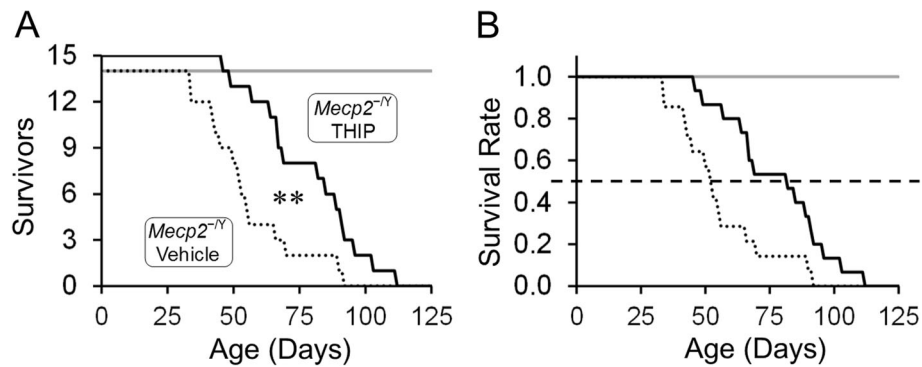 A
Survivors
15
12
9
6
3
0
Mecp2⁻/Y
THIP
**
Mecp2⁻/Y
Vehicle
0 25 50 75 100 125
Age (Days)
B
Survival Rate
1.0
0.8
0.6
0.4
0.2
0.0
0 25 50 75 100 125
Age (Days)